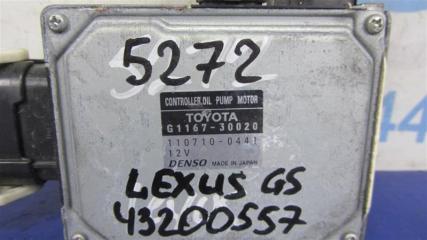 5272
CONTROLLER, OIL PUMP MOTOR
TOYOTA
G1167-30020
110710-0441
12V
DENSO MADE IN JAPAN
LEXUS GS
43200557